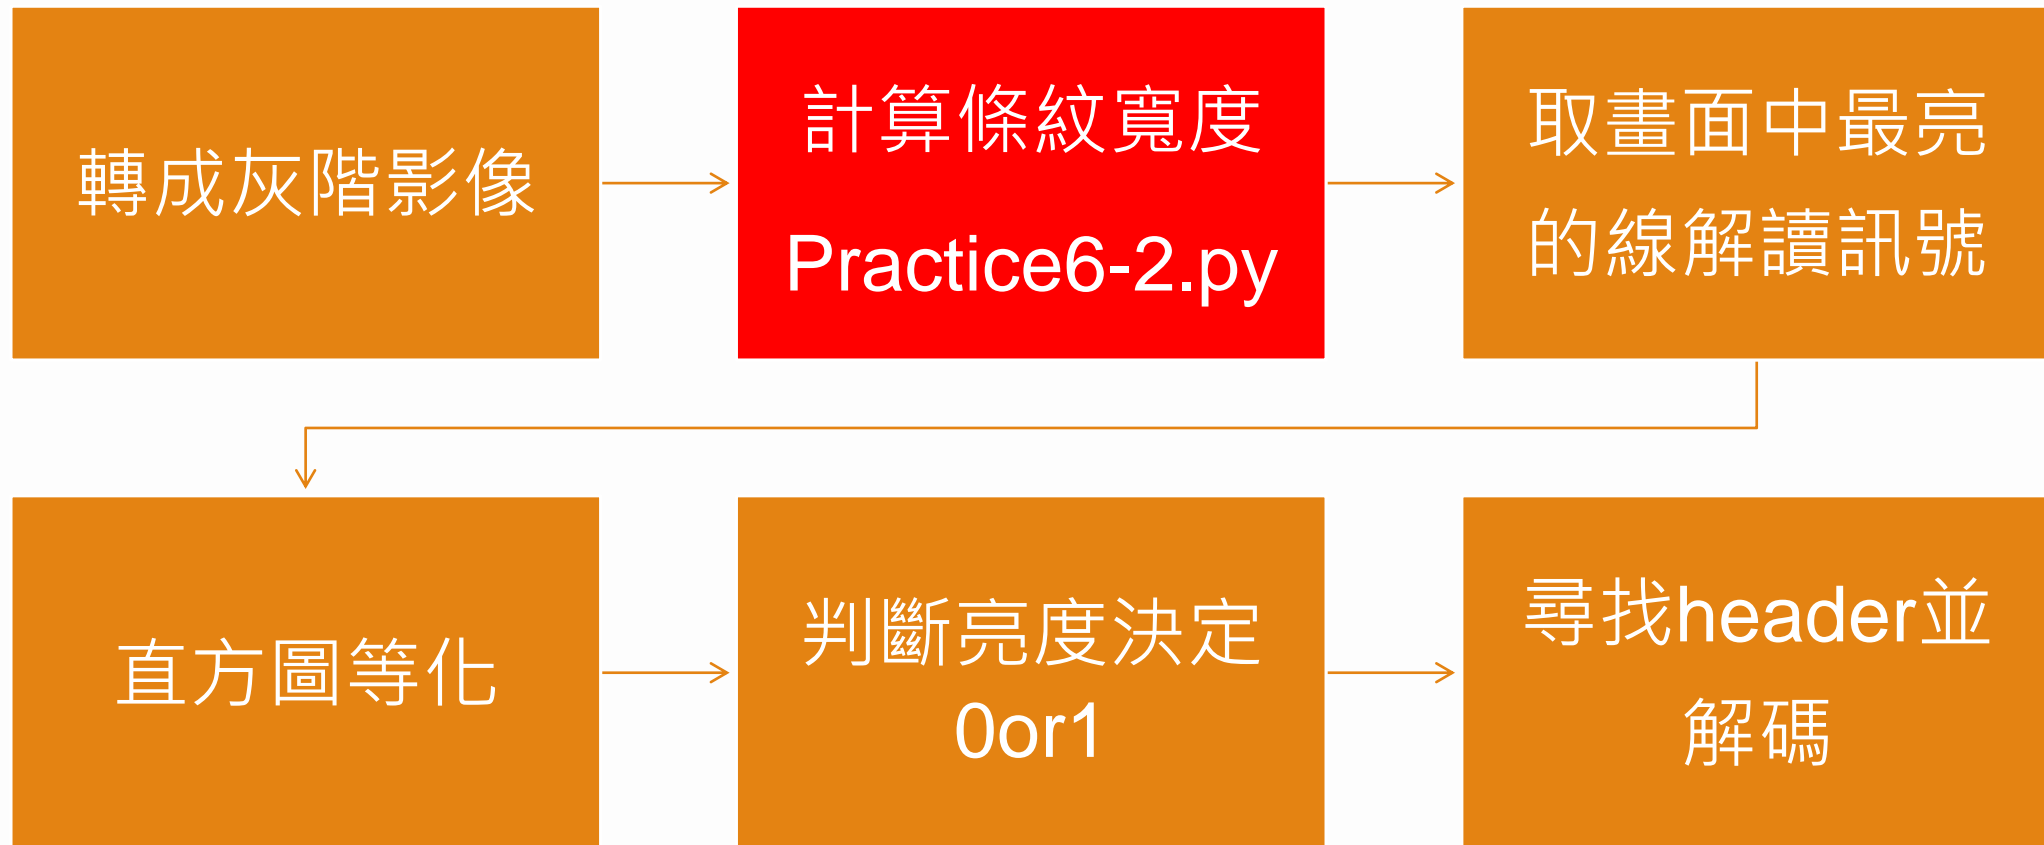 轉成灰階影像
計算條紋寬度
Practice6-2.py
取畫面中最亮
的線解讀訊號
直方圖等化
判斷亮度決定
0or1
尋找header並
解碼